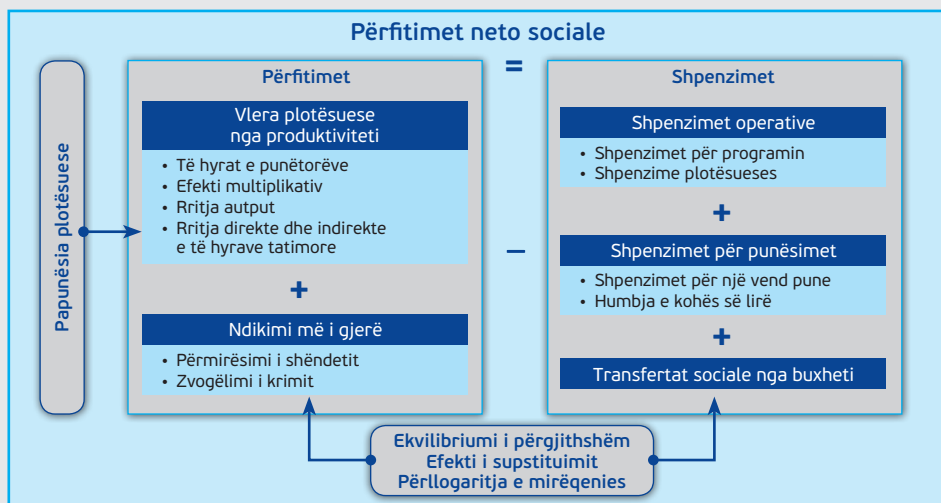 Përfitimet neto sociale
=
Papunësia plotësuese
Përfitimet
Vlera plotësuese
nga produktiviteti
• Të hyrat e punëtorëve
• Efekti multiplikativ
• Rritja autput
• Rritja direkte dhe indirekte
e të hyrave tatimore
+
Ndikimi më i gjerë
• Përmirësimi i shëndetit
• Zvogëlimi i krimit
–
Shpenzimet
Shpenzimet operative
• Shpenzimet për programin
• Shpenzime plotësueses
+
Shpenzimet për punësimet
• Shpenzimet për një vend pune
• Humbja e kohës së lirë
+
Transfertat sociale nga buxheti
Ekvilibriumi i përgjithshëm
Efekti i supstituimit
Përllogaritja e mirëqenies